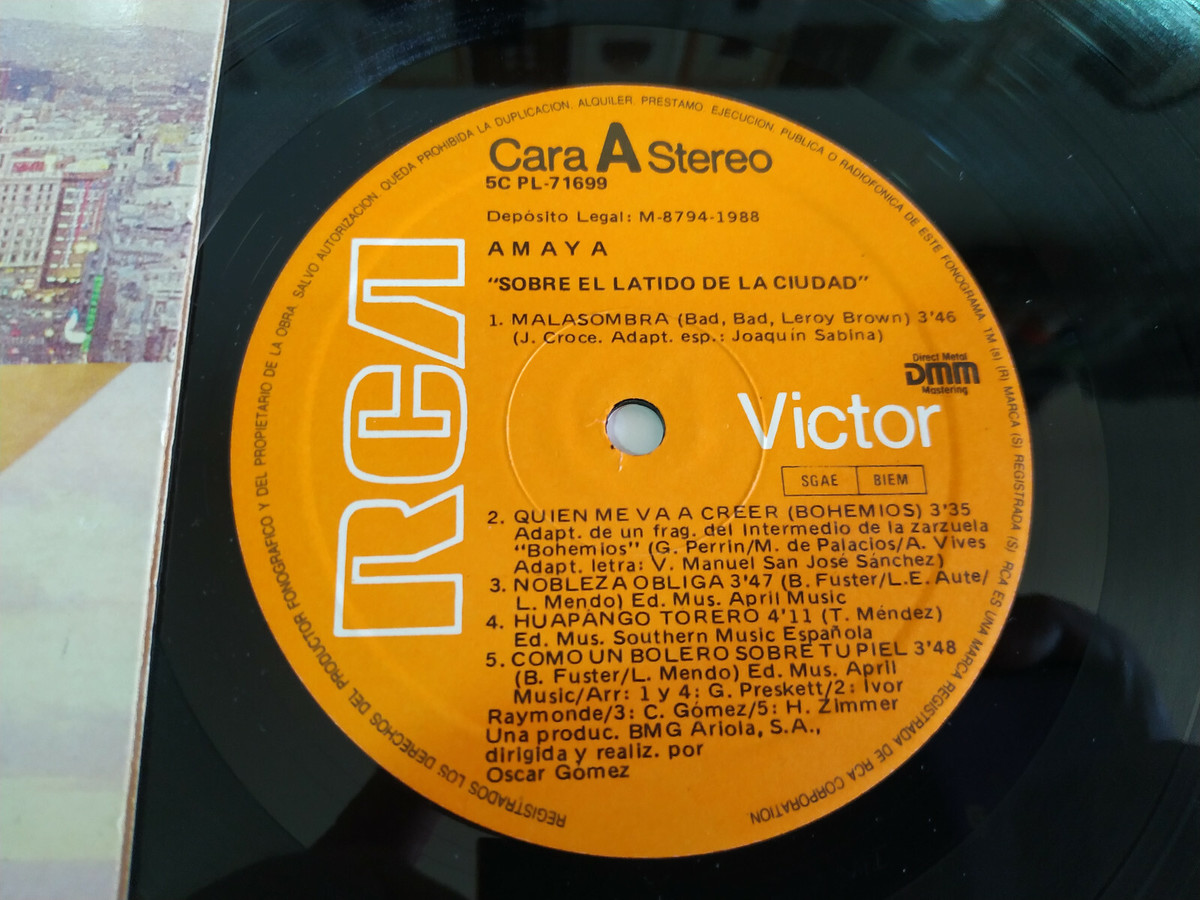 Cara A Stereo
5C PL-71699
Depósito Legal: M-8794-1988
AMAYA
"SOBRE EL LATIDO DE LA CIUDAD"
1. MALASOMBRA (Bad, Bad, Leroy Brown) 3'46
(J. Croce. Adapt. esp.: Joaquín Sabina)
Direct Metal
DMM
Mastering
RCA
Victor
SGAE BIEM
2. QUIEN ME VA A CREER (BOHEMIOS) 3'35
Adapt. de un frag. del Intermedio de la zarzuela
"Bohemios" (G. Perrin/M. de Palacios/A. Vives
Adapt. letra: V. Manuel San José Sánchez)
3. NOBLEZA OBLIGA 3'47 (B. Fuster/L.E. Aute/
L. Mendo) Ed. Mus. April Music
4. HUAPANGO TORERO 4'11 (T. Méndez)
Ed. Mus. Southern Music Española
5. COMO UN BOLERO SOBRE TU PIEL 3'48
(B. Fuster/L. Mendo) Ed. Mus. April
Music/Arr: 1 y 4: G. Preskett/2: Ivor
Raymonde/3: C. Gómez/5: H. Zimmer
Una produc. BMG Ariola, S.A.,
dirigida y realiz. por
Oscar Gómez
REGISTRADOS LOS DERECHOS DEL PRODUCTOR FONOGRAFICO Y DEL PROPIETARIO DE LA OBRA. SALVO AUTORIZACION. QUEDA PROHIBIDA LA DUPLICACION. ALQUILER PRESTAMO EJECUCION PUBLICA O RADIOFONICA DE ESTE FONOGRAMA. TM (s) (R) MARCA (S) REGISTRADA (S) RCA ES UNA MARCA REGISTRADA DE RCA CORPORATION.